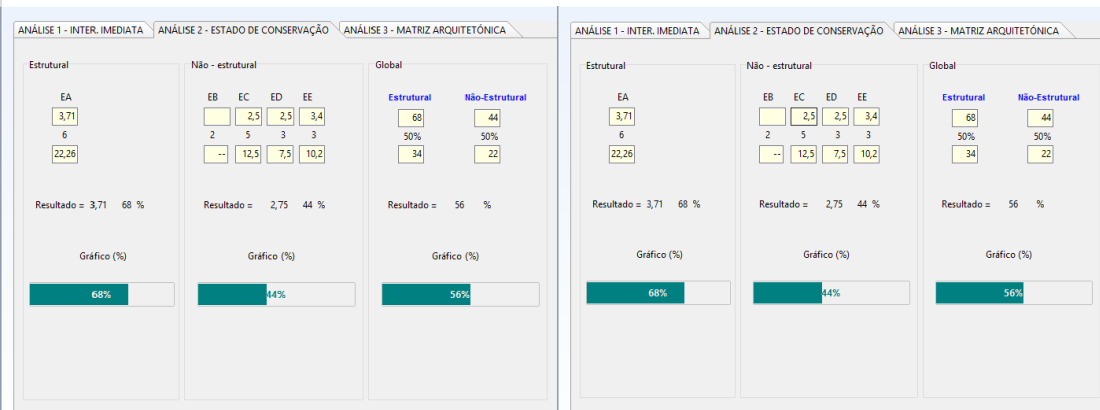 ANÁLISE 1 - INTER. IMEDIATA ANÁLISE 2 - ESTADO DE CONSERVAÇÃO ANÁLISE 3 - MATRIZ ARQUITETÓNICA
Estrutural Não - estrutural Global
EA EB EC ED EE Estrutural Não-Estrutural
3,71 2,5 2,5 3,4 68 44
6 2 5 3 3 50% 50%
22,26 -- 12,5 7,5 10,2 34 22
Resultado = 3,71 68 % Resultado = 2,75 44 % Resultado = 56 %
Gráfico (%) Gráfico (%) Gráfico (%)
68% 44% 56%
ANÁLISE 1 - INTER. IMEDIATA ANÁLISE 2 - ESTADO DE CONSERVAÇÃO ANÁLISE 3 - MATRIZ ARQUITETÓNICA
Estrutural Não - estrutural Global
EA EB EC ED EE Estrutural Não-Estrutural
3,71 2,5 2,5 3,4 68 44
6 2 5 3 3 50% 50%
22,26 -- 12,5 7,5 10,2 34 22
Resultado = 3,71 68 % Resultado = 2,75 44 % Resultado = 56 %
Gráfico (%) Gráfico (%) Gráfico (%)
68% 44% 56%